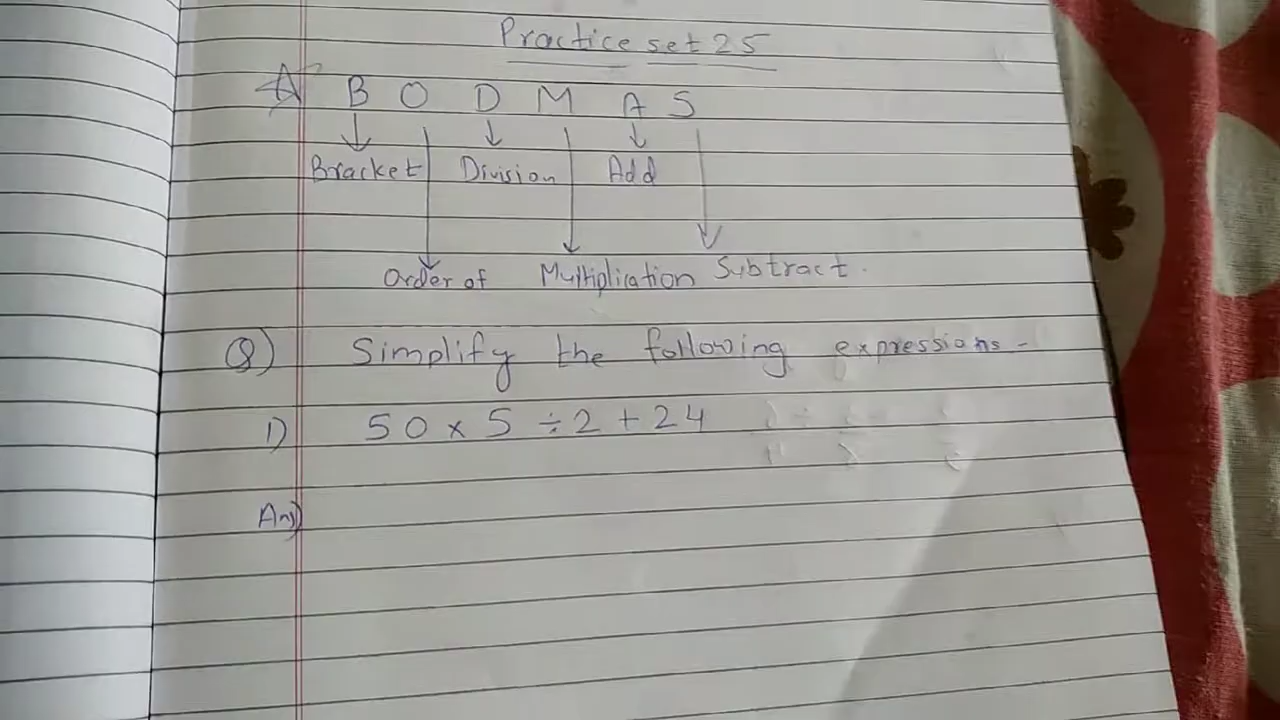 Practice set 25
A B O D M A S
Bracket Division Add
Order of Multiplication Subtract.
Q) Simplify the following expressions-
1) 50 x 5 ÷ 2 + 24
Ans)